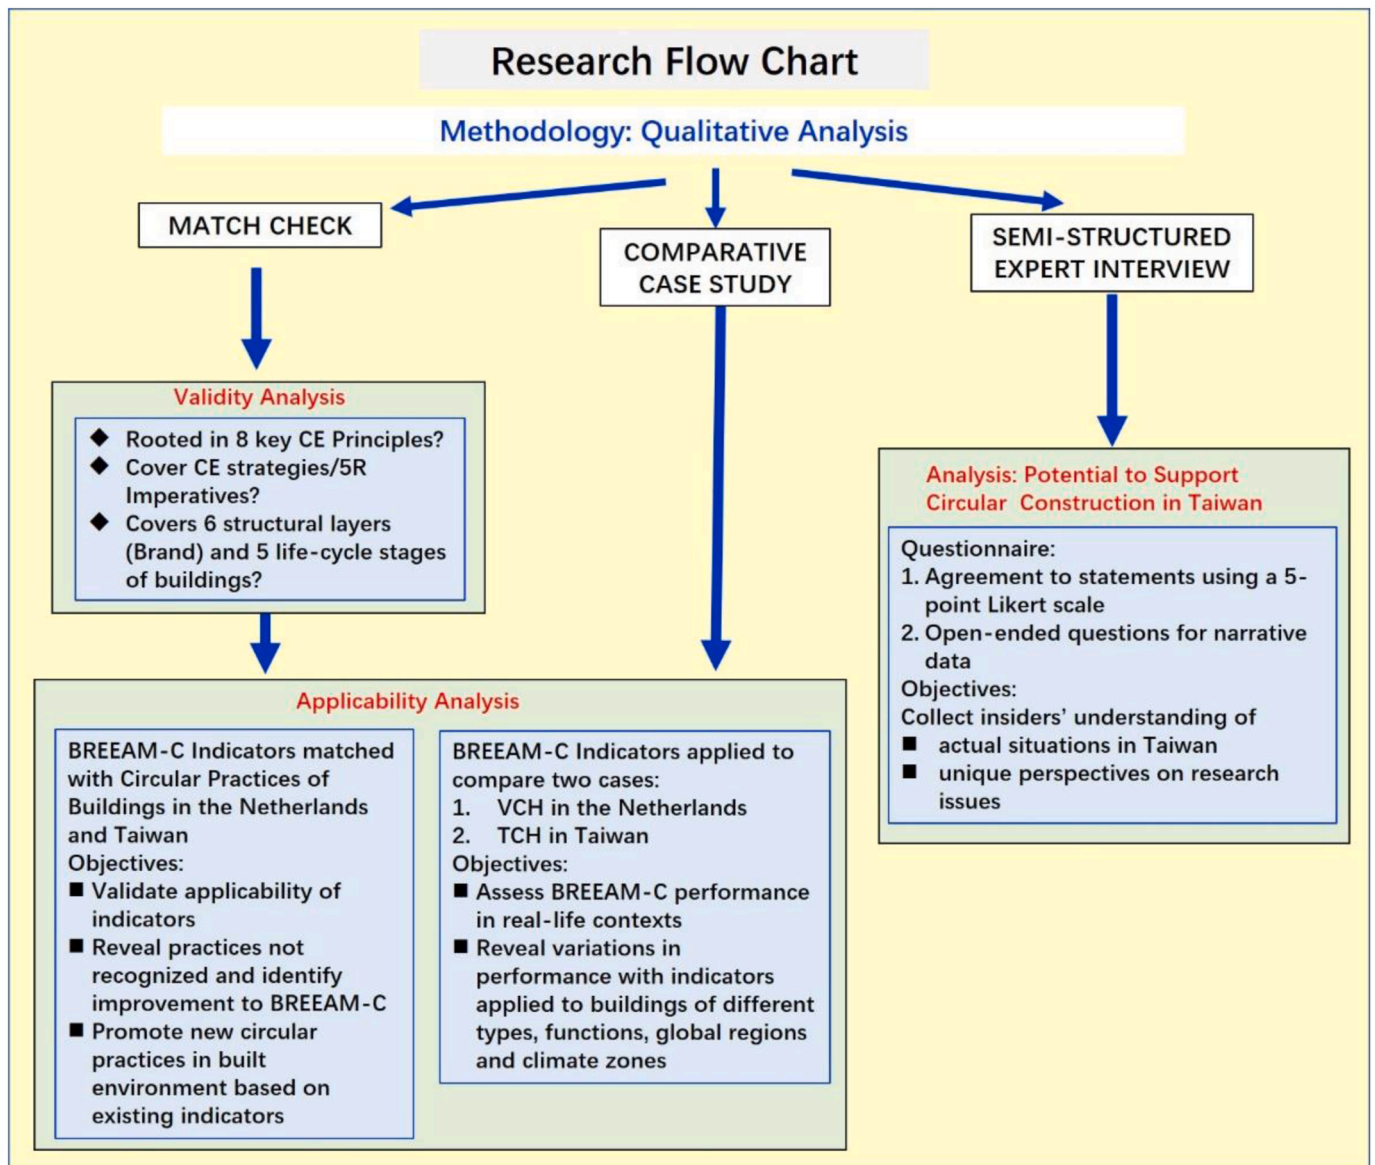 Research Flow Chart
Methodology: Qualitative Analysis
MATCH CHECK
COMPARATIVE
CASE STUDY
SEMI-STRUCTURED
EXPERT INTERVIEW
Validity Analysis
◆ Rooted in 8 key CE Principles?
◆ Cover CE strategies/5R
Imperatives?
◆ Covers 6 structural layers
(Brand) and 5 life-cycle stages
of buildings?
Analysis: Potential to Support
Circular Construction in Taiwan
Questionnaire:
1. Agreement to statements using a 5-
point Likert scale
2. Open-ended questions for narrative
data
Objectives:
Collect insiders’ understanding of
■ actual situations in Taiwan
■ unique perspectives on research
issues
Applicability Analysis
BREEAM-C Indicators matched
with Circular Practices of
Buildings in the Netherlands
and Taiwan
Objectives:
■ Validate applicability of
indicators
■ Reveal practices not
recognized and identify
improvement to BREEAM-C
■ Promote new circular
practices in built
environment based on
existing indicators
BREEAM-C Indicators applied to
compare two cases:
1. VCH in the Netherlands
2. TCH in Taiwan
Objectives:
■ Assess BREEAM-C performance
in real-life contexts
■ Reveal variations in
performance with indicators
applied to buildings of different
types, functions, global regions
and climate zones